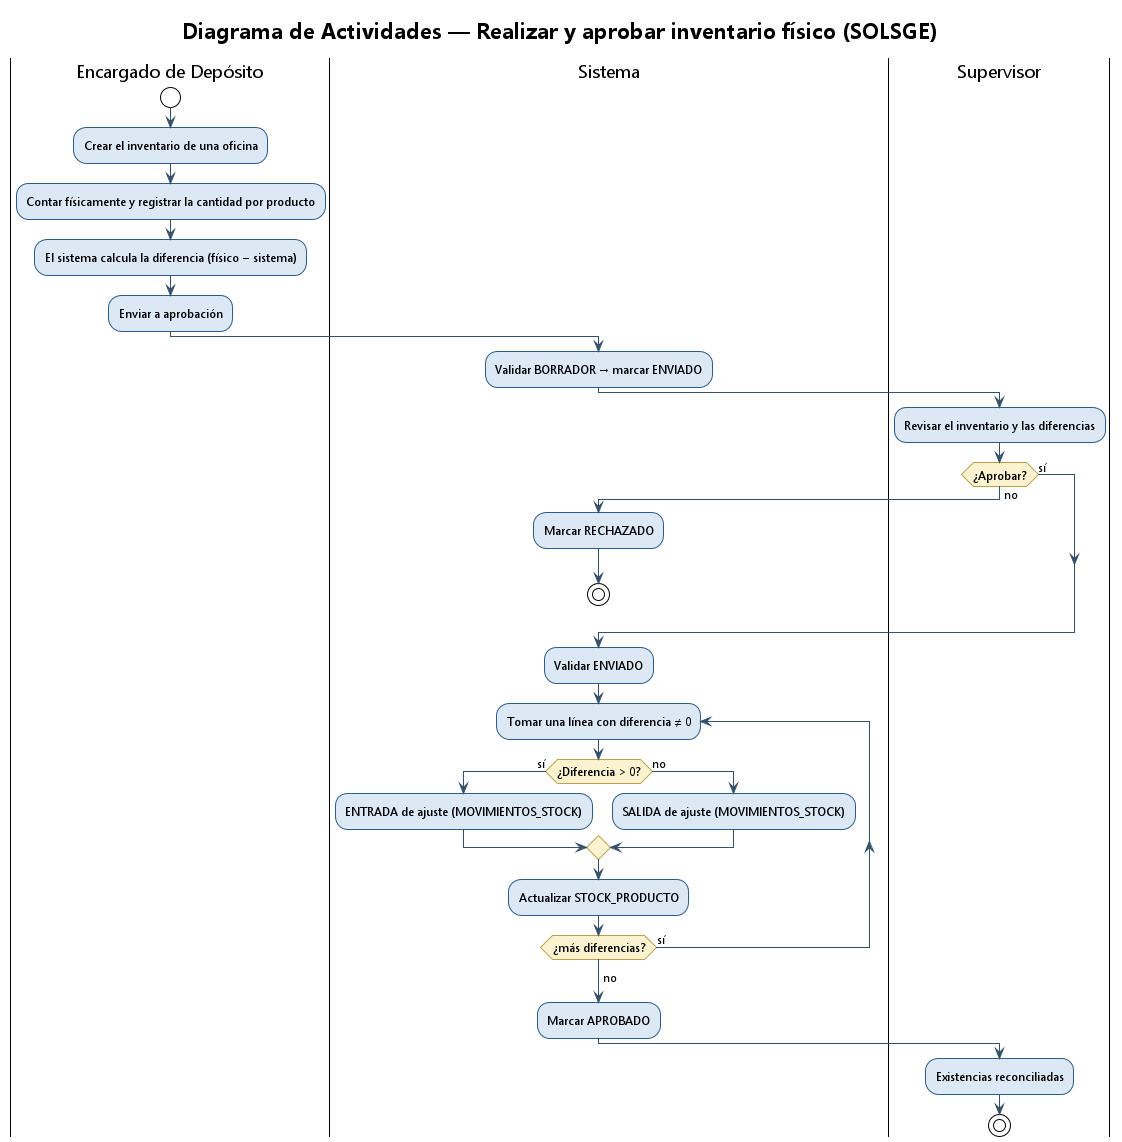 Diagrama de Actividades — Realizar y aprobar inventario físico (SOLSGE)
Encargado de Depósito
Sistema
Supervisor
Crear el inventario de una oficina
Contar físicamente y registrar la cantidad por producto
El sistema calcula la diferencia (físico − sistema)
Enviar a aprobación
Validar BORRADOR → marcar ENVIADO
Revisar el inventario y las diferencias
¿Aprobar?
sí
no
Marcar RECHAZADO
Validar ENVIADO
Tomar una línea con diferencia ≠ 0
sí
¿Diferencia > 0?
no
ENTRADA de ajuste (MOVIMIENTOS_STOCK)
SALIDA de ajuste (MOVIMIENTOS_STOCK)
Actualizar STOCK_PRODUCTO
¿más diferencias?
sí
no
Marcar APROBADO
Existencias reconciliadas